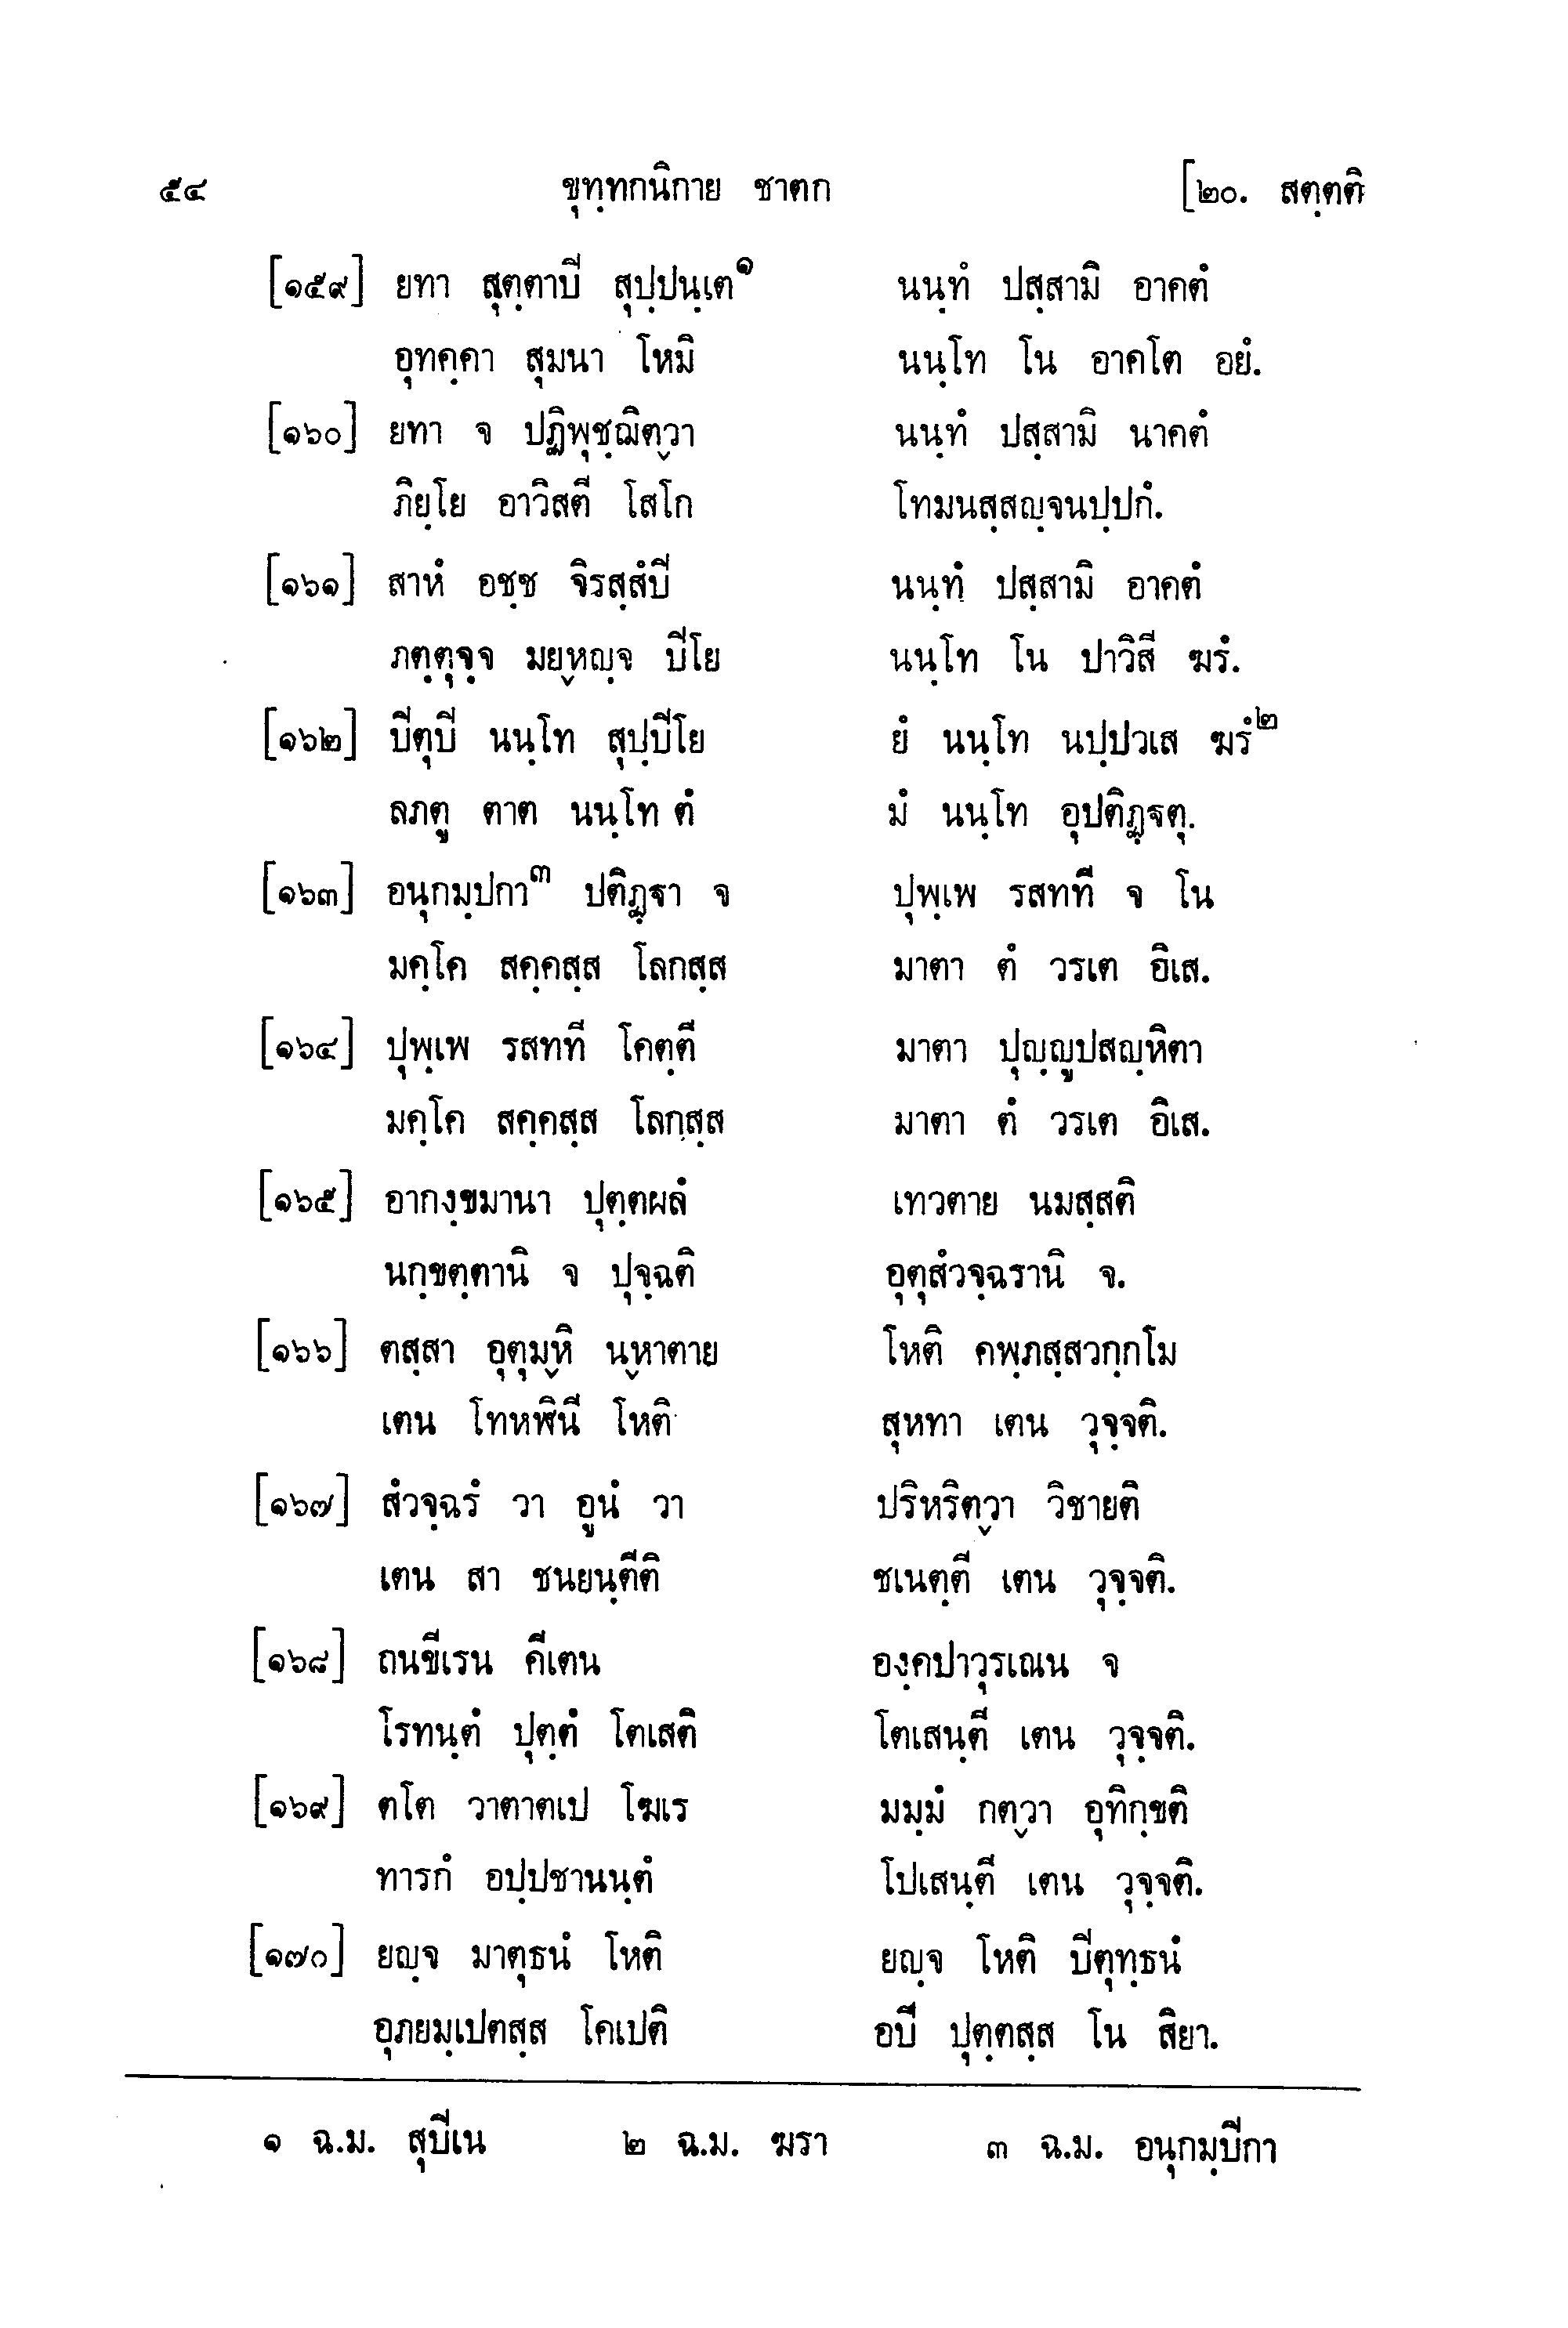 ๕๔ ขุทฺทกนิกาย ชาตก [๒๐. สตฺตติ
[๑๕๙] ยทา สุตฺตาปิ สุปฺปนฺเต๑ นนฺทํ ปสฺสามิ อาคตํ
อุทคฺคา สุมนา โหมิ นนฺโท โน อาคโต อยํ.
[๑๖๐] ยทา จ ปฏิพุชฺฌิตฺวา นนฺทํ ปสฺสามิ นาคตํ
ภิยฺโย อาวิสตี โสโก โทมนสฺสญฺจนปฺปกํ.
[๑๖๑] สาหํ อชฺช จิรสฺสํปิ นนฺทํ ปสฺสามิ อาคตํ
ภตฺตุจฺจ มยฺหญฺจ ปิโย นนฺโท โน ปาวิสี ฆรํ.
[๑๖๒] ปิตุปิ นนฺโท สุปฺปิโย ยํ นนฺโท นปฺปวเส ฆรํ๒
ลภตู ตาต นนฺโท ตํ มํ นนฺโท อุปติฏฺฐตุ.
[๑๖๓] อนุกมฺปกา๓ ปติฏฺฐา จ ปุพฺเพ รสททึ จ โน
มคฺโค สคฺคสฺส โลกสฺส มาตา ตํ วรเต อิเส.
[๑๖๔] ปุพฺเพ รสททึ โคตฺตี มาตา ปุญฺญูปสญฺหิตา
มคฺโค สคฺคสฺส โลกสฺส มาตา ตํ วรเต อิเส.
[๑๖๕] อากงฺขมานา ปุตฺตผลํ เทวตาย นมสฺสติ
นกฺขตฺตานิ จ ปุจฺฉติ อุตุสํวจฺฉรานิ จ.
[๑๖๖] ตสฺสา อุตุมฺหิ นฺหาตาย โหติ คพฺภสฺสวกฺกโม
เตน โทหฬินี โหติ สุหทา เตน วุจฺจติ.
[๑๖๗] สํวจฺฉรํ วา อูนํ วา ปริหริตฺวา วิชายติ
เตน สา ชนยนฺตีติ ชเนตฺตี เตน วุจฺจติ.
[๑๖๘] ถนขีเรน คีเตน องฺคปาวุรเณน จ
โรทนฺตํ ปุตฺตํ โตเสติ โตเสนฺตี เตน วุจฺจติ.
[๑๖๙] ตโต วาตาตเป โฆเร มมฺมํ กตฺวา อุทิกฺขติ
ทารกํ อปฺปชานนฺตํ โปเสนฺตี เตน วุจฺจติ.
[๑๗๐] ยญฺจ มาตุธนํ โหติ ยญฺจ โหติ ปิตุทฺธนํ
อุภยมฺเปตสฺส โคเปติ อปิ ปุตฺตสฺส โน สิยา.
๑ ฉ.ม. สุปิเน ๒ ฉ.ม. ฆรา ๓ ฉ.ม. อนุกมฺปิกา